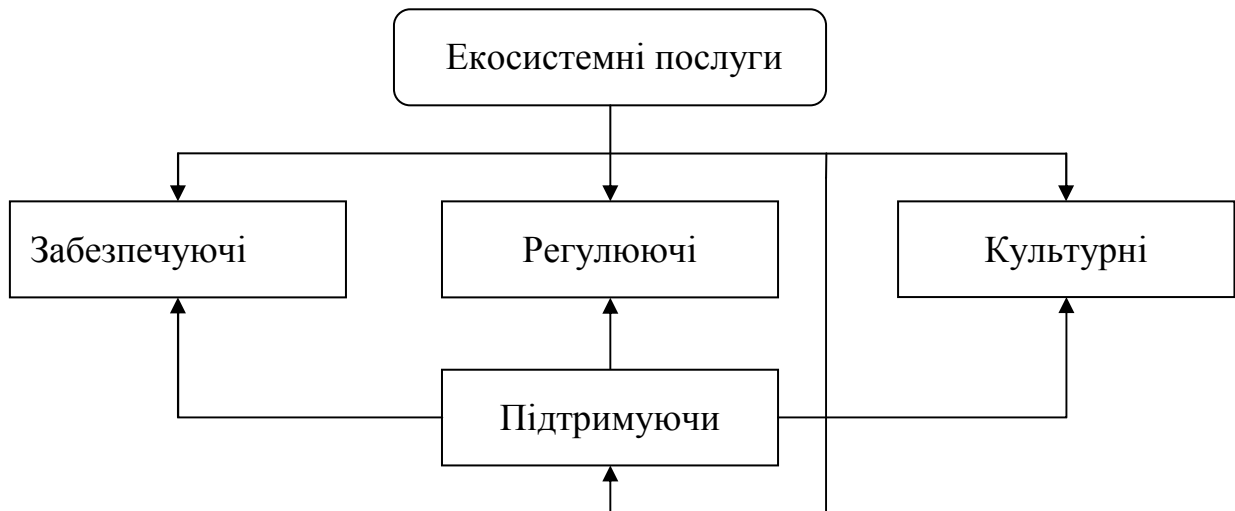 Екосистемні послуги
Забезпечуючі
Регулюючі
Культурні
Підтримуючи